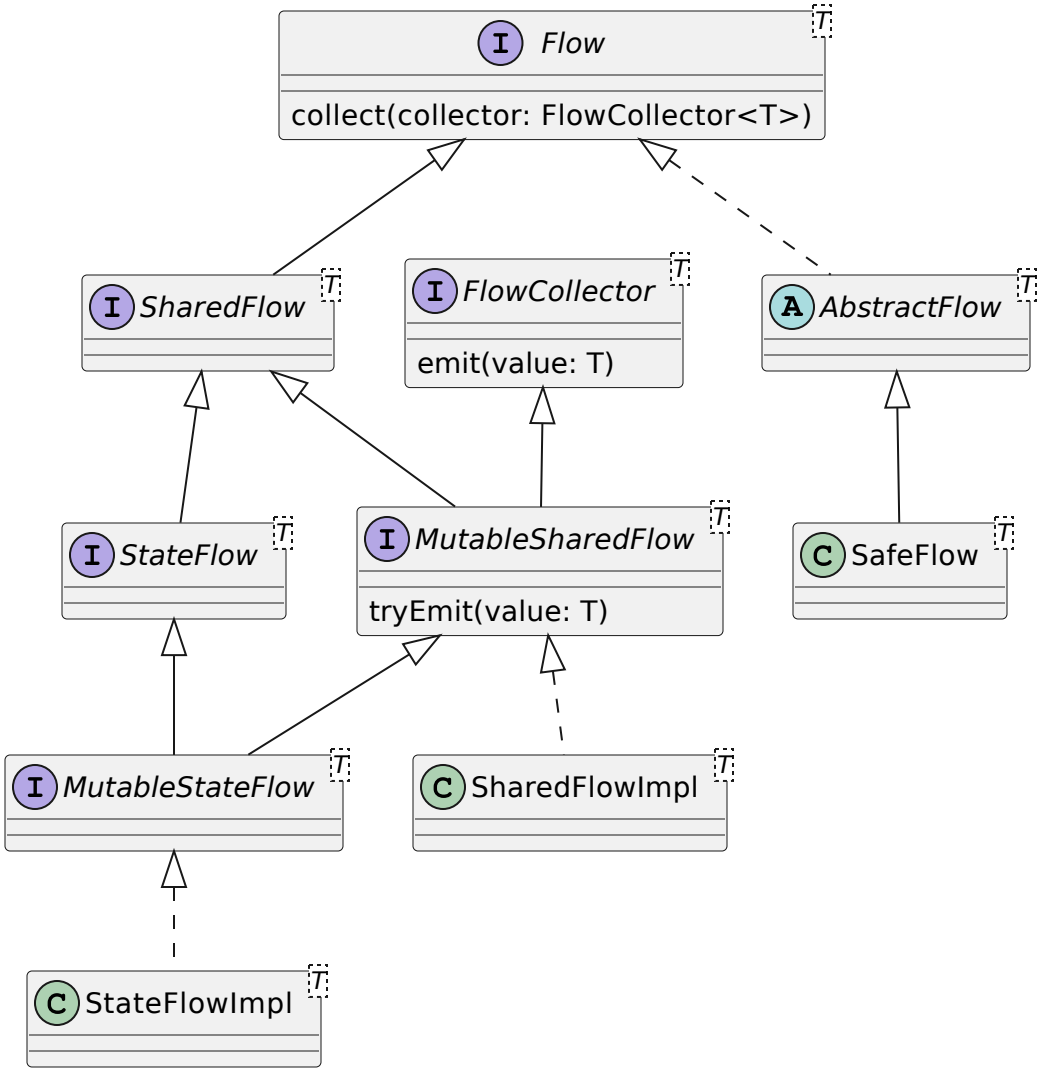 T
I Flow
collect(collector: FlowCollector<T>)
T
I SharedFlow
T
I FlowCollector
emit(value: T)
T
A AbstractFlow
T
I StateFlow
T
I MutableSharedFlow
tryEmit(value: T)
T
C SafeFlow
T
I MutableStateFlow
T
C SharedFlowImpl
T
C StateFlowImpl